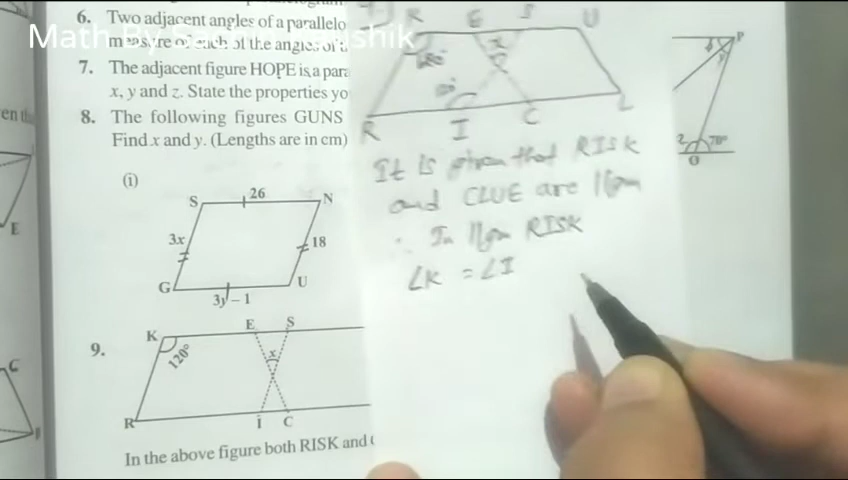 6. Two adjacent angles of a parallelo
measure of each of the angles of t
7. The adjacent figure HOPE is a para
x, y and z. State the properties yo
8. The following figures GUNS
Find x and y. (Lengths are in cm)
(i)
S 26 N
3x 18
G 3y – 1 U
9.
K E S
120° x
R i C
In the above figure both RISK and
Math By
en th
E
C
K E S U
120° x
R I C L
It is given that RISK
and CLUE are ||gm
∴ In ||gm RISK
∠K = ∠I
P
y
z 70°
O